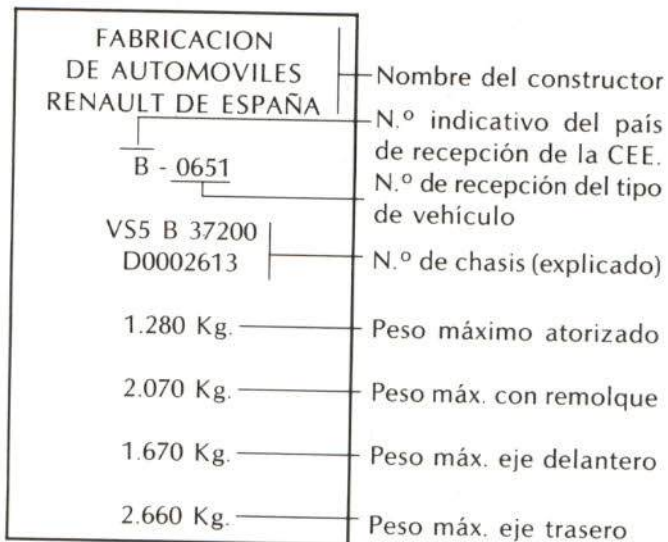 FABRICACION
DE AUTOMOVILES
RENAULT DE ESPAÑA
Nombre del constructor
B - 0651
N.º indicativo del país
de recepción de la CEE.
N.º de recepción del tipo
de vehículo
VS5 B 37200
D0002613
N.º de chasis (explicado)
1.280 Kg.
Peso máximo atorizado
2.070 Kg.
Peso máx. con remolque
1.670 Kg.
Peso máx. eje delantero
2.660 Kg.
Peso máx. eje trasero